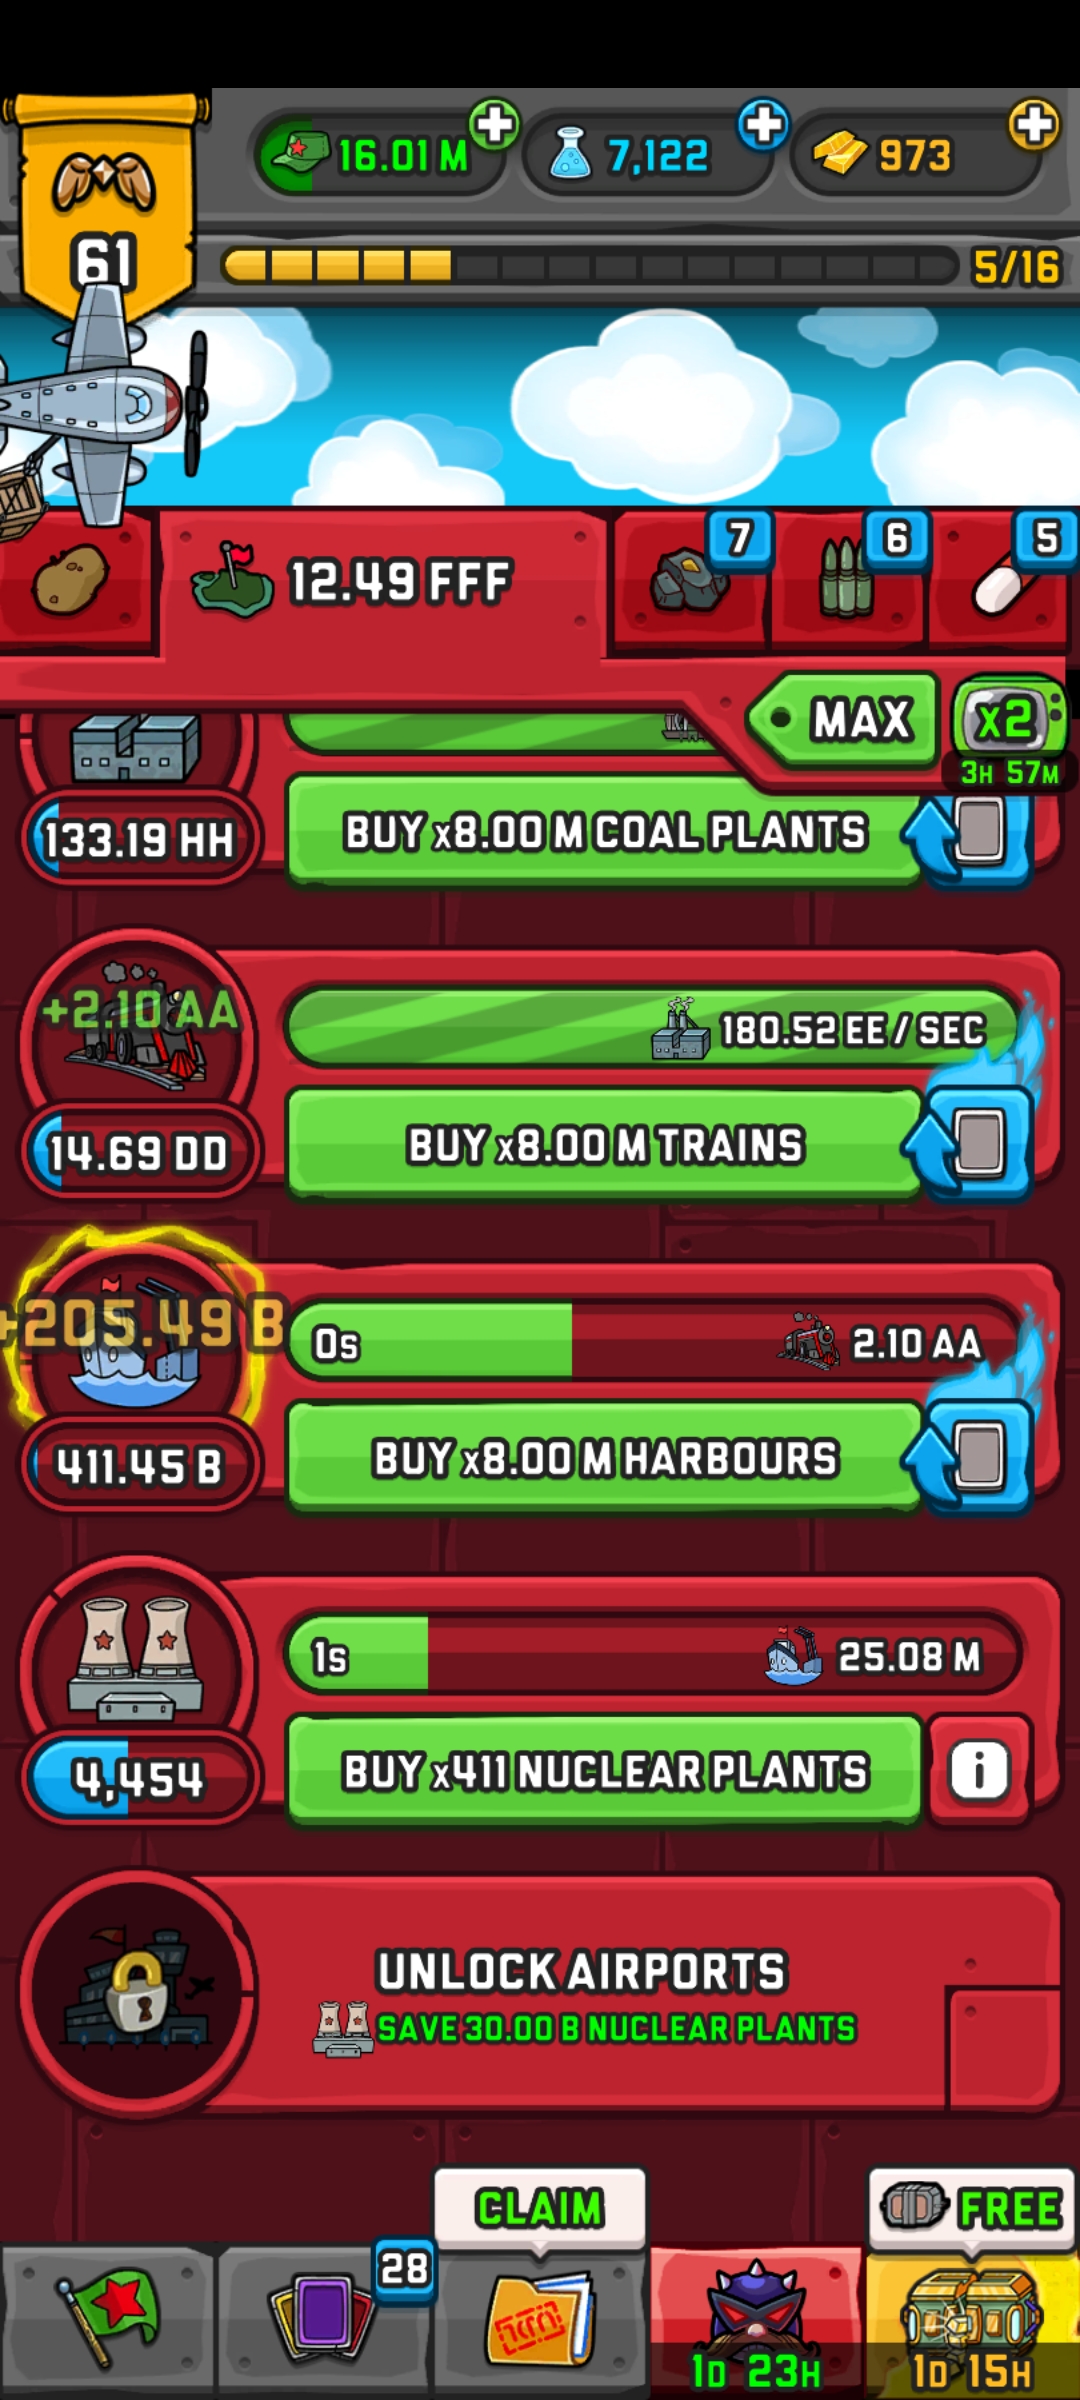 16.01 M
7,122
973
61
5/16
12.49 FFF
7
6
5
MAX
x2
3H 57M
133.19 HH
BUY x8.00 M COAL PLANTS
+2.10 AA
180.52 EE / SEC
14.69 DD
BUY x8.00 M TRAINS
+205.49 B
0s
2.10 AA
411.45 B
BUY x8.00 M HARBOURS
1s
25.08 M
4,454
BUY x411 NUCLEAR PLANTS
i
UNLOCK AIRPORTS
SAVE 30.00 B NUCLEAR PLANTS
CLAIM
FREE
28
1D 23H
1D 15H